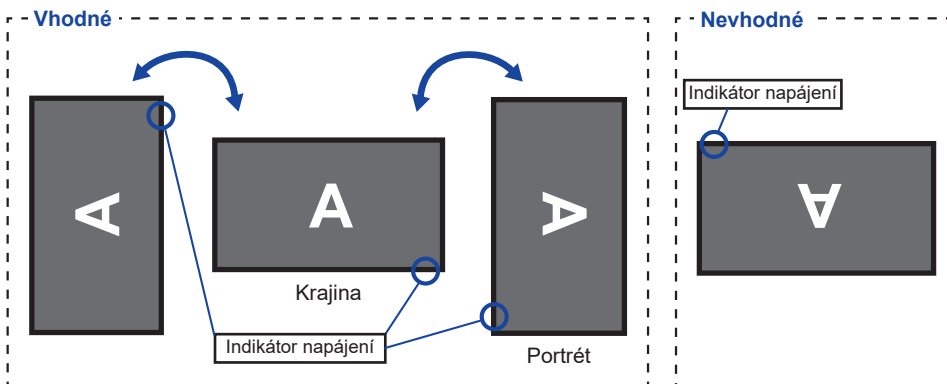 Vhodné
Nevhodné
Indikátor napájení
A
A
A
A
Krajina
Indikátor napájení
Portrét